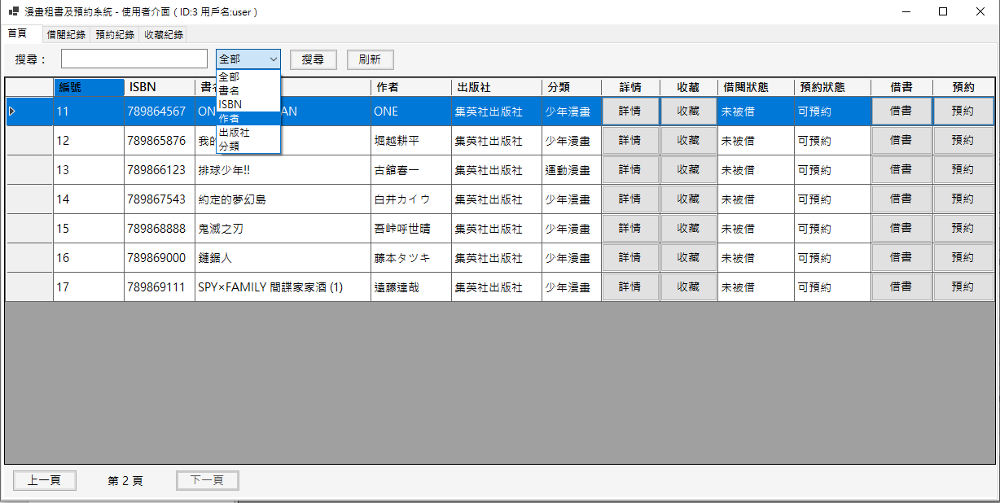 漫畫租書及預約系統 - 使用者介面 ( ID:3 用戶名:user )
首頁 借閱紀錄 預約紀錄 收藏紀錄
搜尋： 全部 搜尋 刷新
全部
書名
ISBN
作者
出版社
分類
編號 ISBN 作者 出版社 分類 詳情 收藏 借閱狀態 預約狀態 借書 預約
11 789864567 ONE 集英社出版社 少年漫畫 詳情 收藏 未被借 可預約 借書 預約
12 789865876 堀越耕平 集英社出版社 少年漫畫 詳情 收藏 未被借 可預約 借書 預約
13 789866123 排球少年!! 古舘春一 集英社出版社 運動漫畫 詳情 收藏 未被借 可預約 借書 預約
14 789867543 約定的夢幻島 白井カイウ 集英社出版社 少年漫畫 詳情 收藏 未被借 可預約 借書 預約
15 789868888 鬼滅之刃 吾峠呼世晴 集英社出版社 少年漫畫 詳情 收藏 未被借 可預約 借書 預約
16 789869000 鏈鋸人 藤本タツキ 集英社出版社 少年漫畫 詳情 收藏 未被借 可預約 借書 預約
17 789869111 SPY×FAMILY 間諜家家酒 (1) 遠藤達哉 集英社出版社 少年漫畫 詳情 收藏 未被借 可預約 借書 預約
上一頁 第 2 頁 下一頁